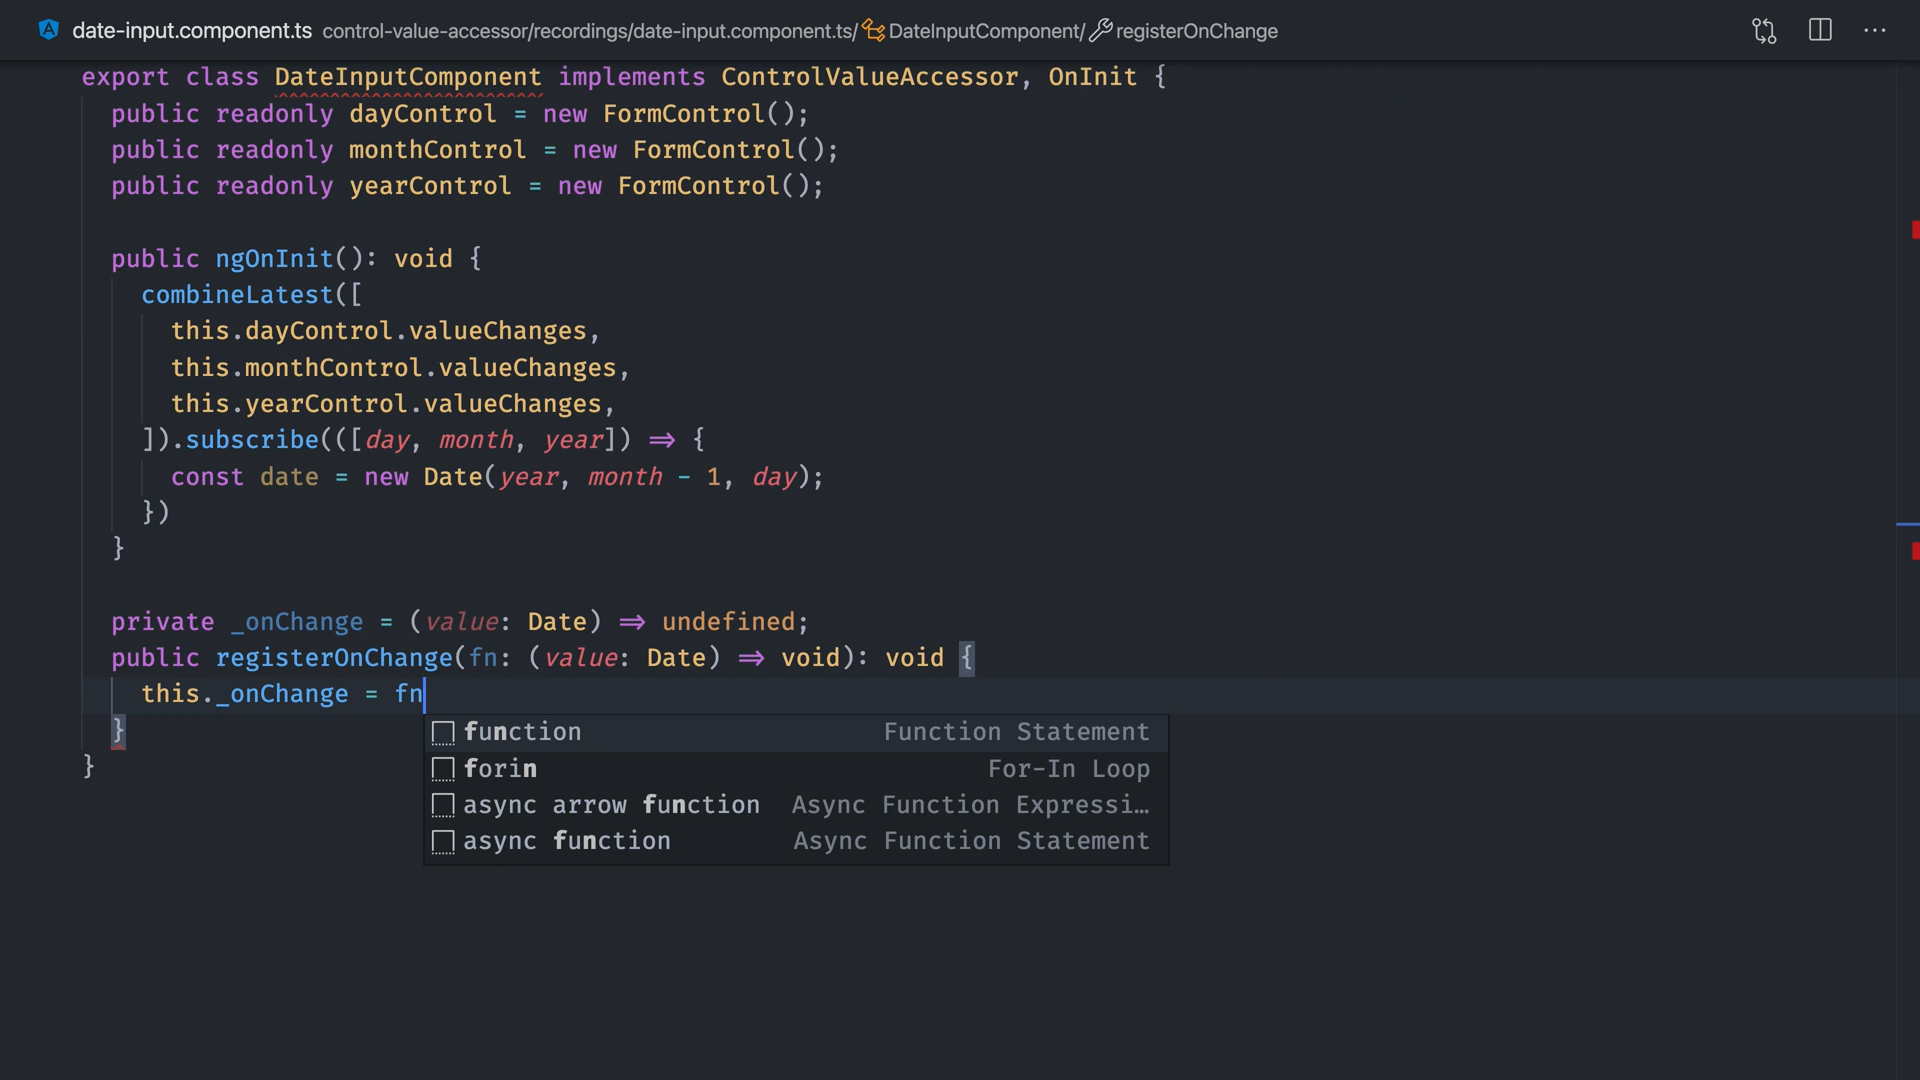 date-input.component.ts control-value-accessor/recordings/date-input.component.ts/ DateInputComponent/ registerOnChange
export class DateInputComponent implements ControlValueAccessor, OnInit {
public readonly dayControl = new FormControl();
public readonly monthControl = new FormControl();
public readonly yearControl = new FormControl();
public ngOnInit(): void {
combineLatest([
this.dayControl.valueChanges,
this.monthControl.valueChanges,
this.yearControl.valueChanges,
]).subscribe(([day, month, year]) => {
const date = new Date(year, month - 1, day);
})
}
private _onChange = (value: Date) => undefined;
public registerOnChange(fn: (value: Date) => void): void {
this._onChange = fn
}
}
function Function Statement
forin For-In Loop
async arrow function Async Function Expressi…
async function Async Function Statement